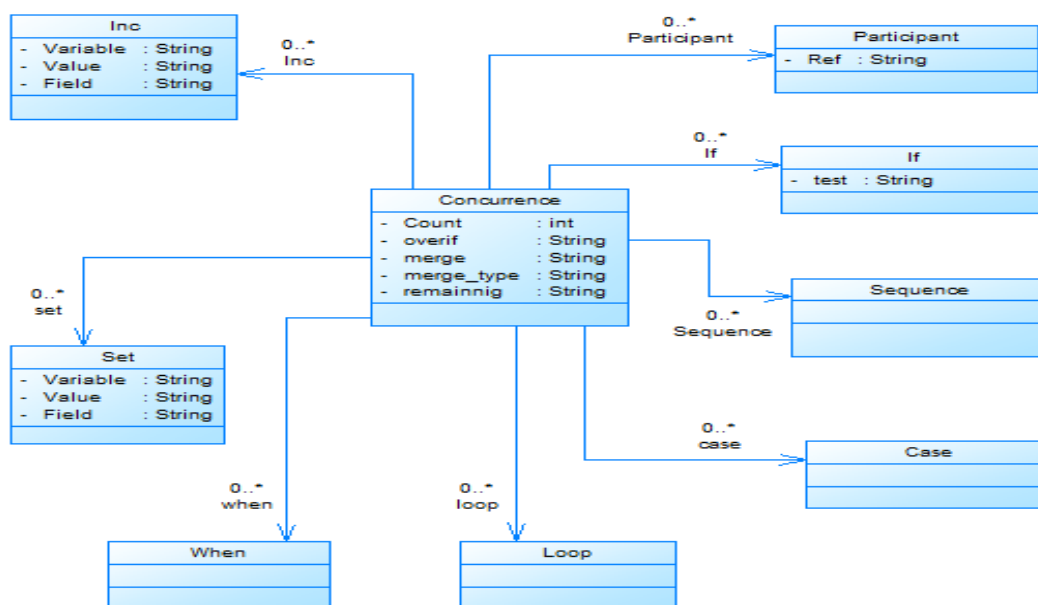 Inc
- Variable : String
- Value : String
- Field : String
0..*
Inc
0..*
Participant
Participant
- Ref : String
0..*
If
If
- test : String
Concurrence
- Count : int
- overif : String
- merge : String
- merge_type : String
- remainnig : String
0..*
set
Set
- Variable : String
- Value : String
- Field : String
0..*
Sequence
Sequence
0..*
case
Case
0..*
when
When
0..*
loop
Loop